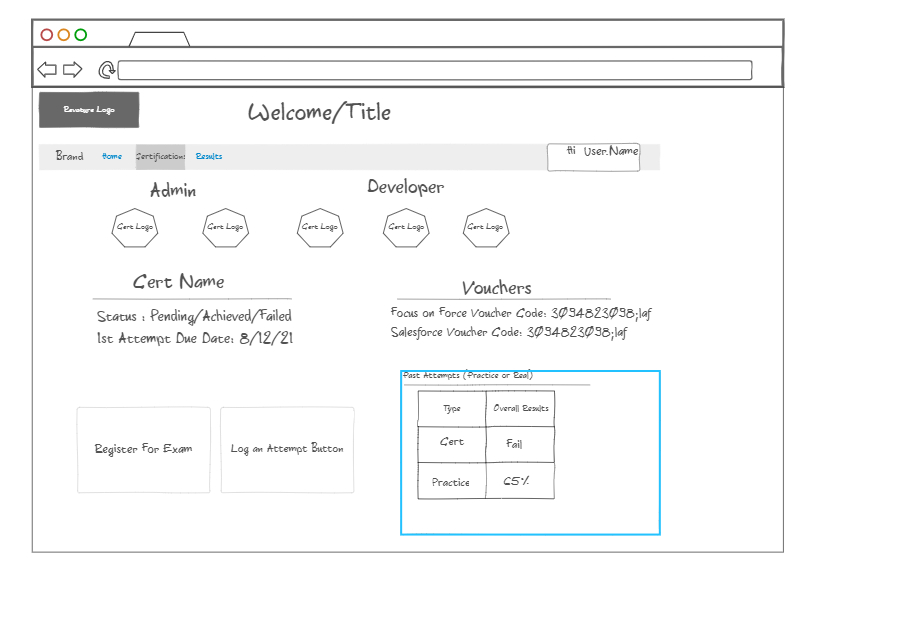 Revature Logo
Welcome/Title
Brand Home Certifications Results Hi User.Name
Admin Developer
Cert Logo Cert Logo Cert Logo Cert Logo Cert Logo
Cert Name
Vouchers
Status : Pending/Achieved/Failed
1st Attempt Due Date: 8/12/21
Focus on Force Voucher Code: 3094823098;laf
Salesforce Voucher Code: 3094823098;laf
Past Attempts (Practice or Real)
Type Overall Results
Cert Fail
Practice 65%
Register For Exam
Log an Attempt Button